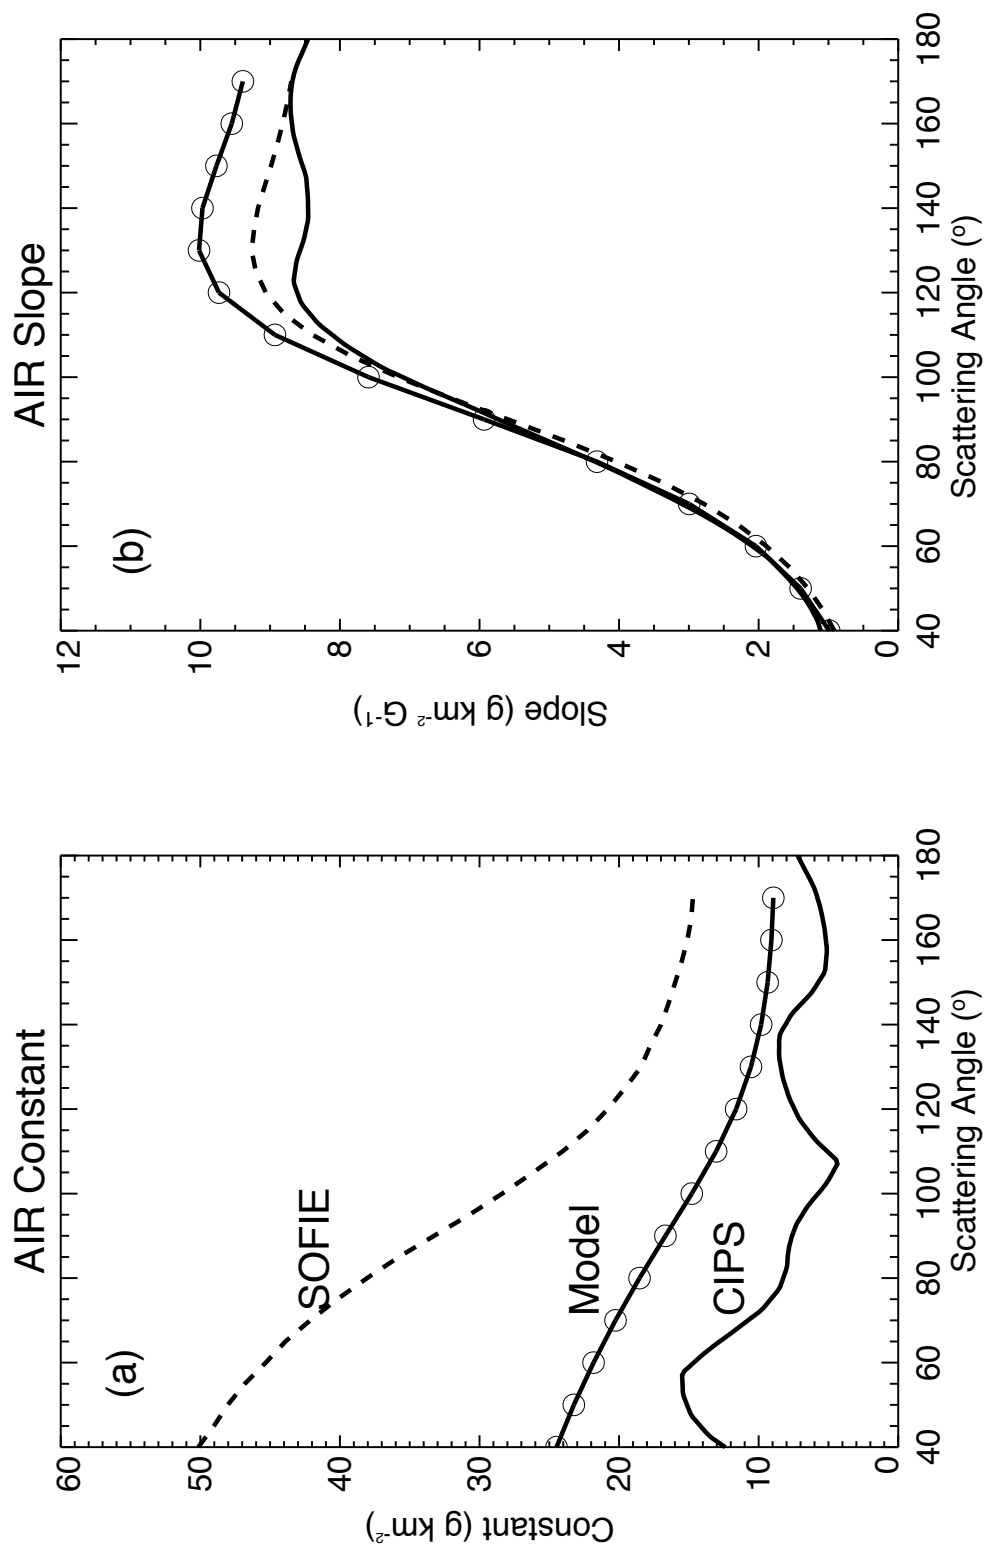 AIR Constant
(a)
60
50
40
30
20
10
0
Constant (g km-2)
SOFIE
Model
CIPS
40 60 80 100 120 140 160 180
Scattering Angle (o)
AIR Slope
(b)
12
10
8
6
4
2
0
Slope (g km-2 G-1)
40 60 80 100 120 140 160 180
Scattering Angle (o)